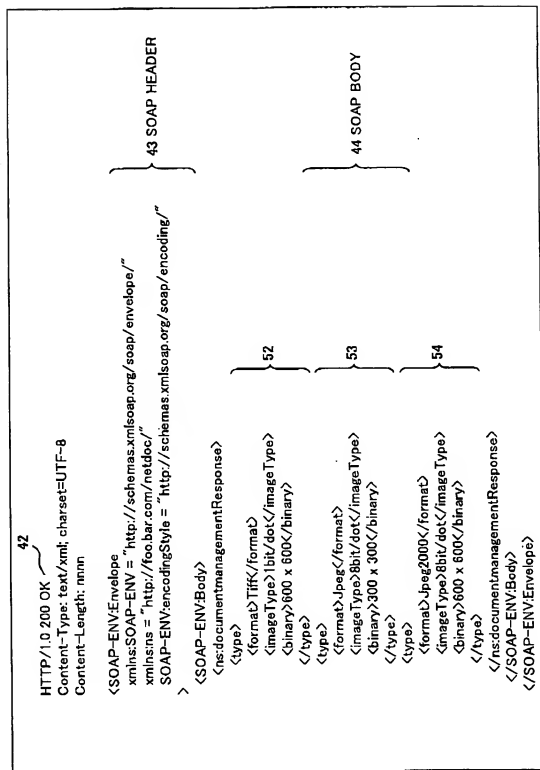 42
HTTP/1.0 200 OK
Content-Type: text/xml; charset=UTF-8
Content-Length: nnnn
<SOAP-ENV:Envelope
xmlns:SOAP-ENV = "http://schemas.xmlsoap.org/soap/envelope/"
xmlns:ns = "http://foo.bar.com/netdoc/"
SOAP-ENV:encodingStyle = "http://schemas.xmlsoap.org/soap/encoding/"
>
43 SOAP HEADER
<SOAP-ENV:Body>
<ns:documentmanagementResponse>
<type>
<format>Tiff</format>
<imageType>1bit/dot</imageType>
<binary>600 x 600</binary>
</type>
52
<type>
<format>Jpeg</format>
<imageType>8bit/dot</imageType>
<binary>300 x 300</binary>
</type>
53
<type>
<format>Jpeg2000</format>
<imageType>8bit/dot</imageType>
<binary>600 x 600</binary>
</type>
54
</ns:documentmanagementResponse>
</SOAP-ENV:Body>
</SOAP-ENV:Envelope>
44 SOAP BODY